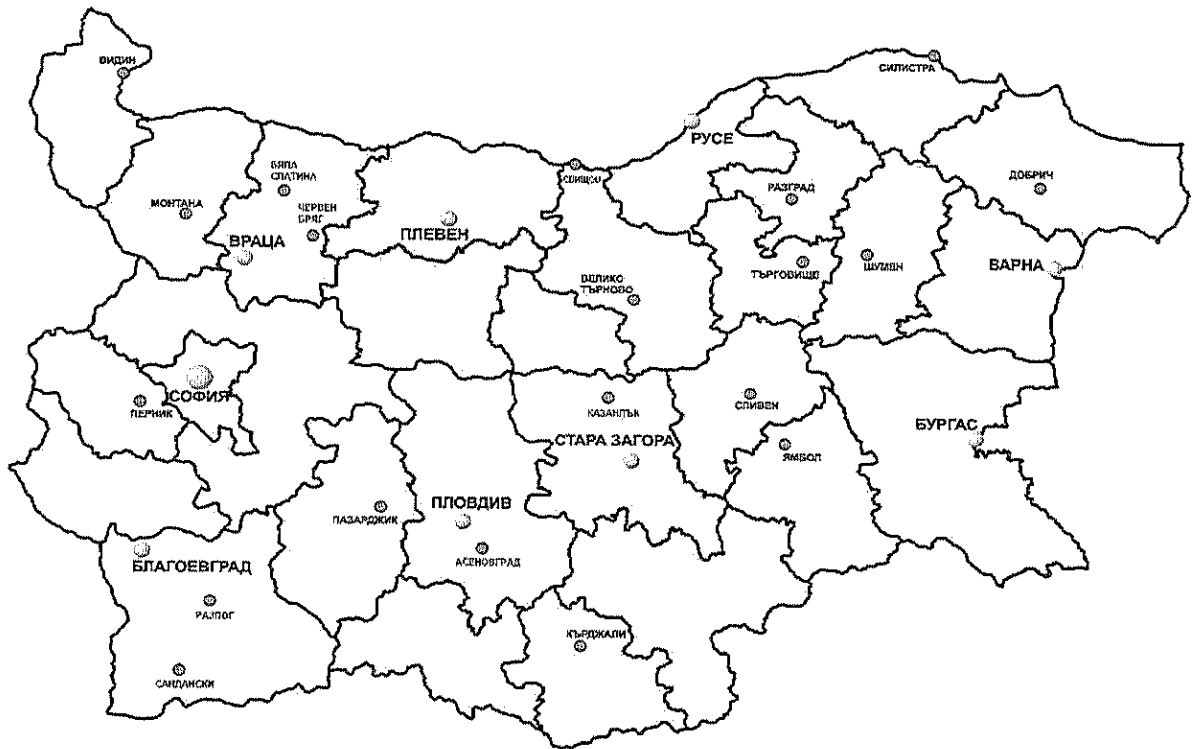 ВИДИН
СИЛИСТРА
РУСЕ
БЯЛА
СЛАТИНА
МОНТАНА
ЧЕРВЕН
БРЯГ
ВРАЦА
ПЛЕВЕН
СВИЩОВ
РАЗГРАД
ДОБРИЧ
ВЕЛИКО
ТЪРНОВО
ТЪРГОВИЩЕ
ШУМЕН
ВАРНА
СОФИЯ
ПЕРНИК
КАЗАНЛЪК
СТАРА ЗАГОРА
СЛИВЕН
ЯМБОЛ
БУРГАС
ПАЗАРДЖИК
ПЛОВДИВ
АСЕНОВГРАД
БЛАГОЕВГРАД
РАЗЛОГ
САНДАНСКИ
КЪРДЖАЛИ